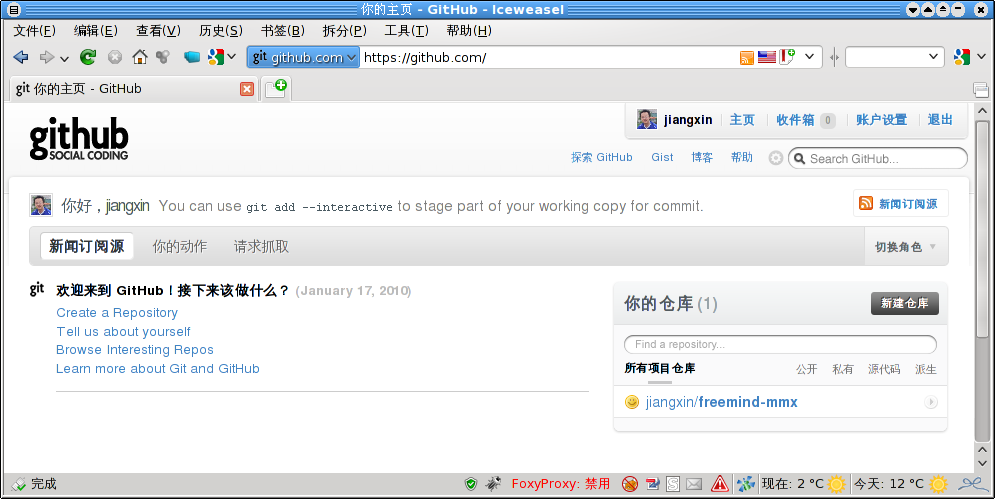 你的主页 - GitHub - Iceweasel
文件(F) 编辑(E) 查看(V) 历史(S) 书签(B) 拆分(P) 工具(T) 帮助(H)
git github.com https://github.com/
git 你的主页 - GitHub
github
SOCIAL CODING
jiangxin 主页 收件箱 0 账户设置 退出
探索 GitHub Gist 博客 帮助 Search GitHub...
你好，jiangxin You can use git add --interactive to stage part of your working copy for commit. 新闻订阅源
新闻订阅源 你的动作 请求抓取 切换角色
git 欢迎来到 GitHub！接下来该做什么？ (January 17, 2010)
Create a Repository
Tell us about yourself
Browse Interesting Repos
Learn more about Git and GitHub
你的仓库 (1) 新建仓库
Find a repository...
所有项目仓库 公开 私有 源代码 派生
jiangxin/freemind-mmx
完成 FoxyProxy: 禁用 现在: 2 °C 今天: 12 °C